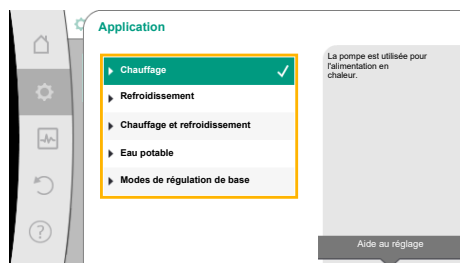 Application
Chauffage
Refroidissement
Chauffage et refroidissement
Eau potable
Modes de régulation de base
La pompe est utilisée pour
l'alimentation en
chaleur.
Aide au réglage